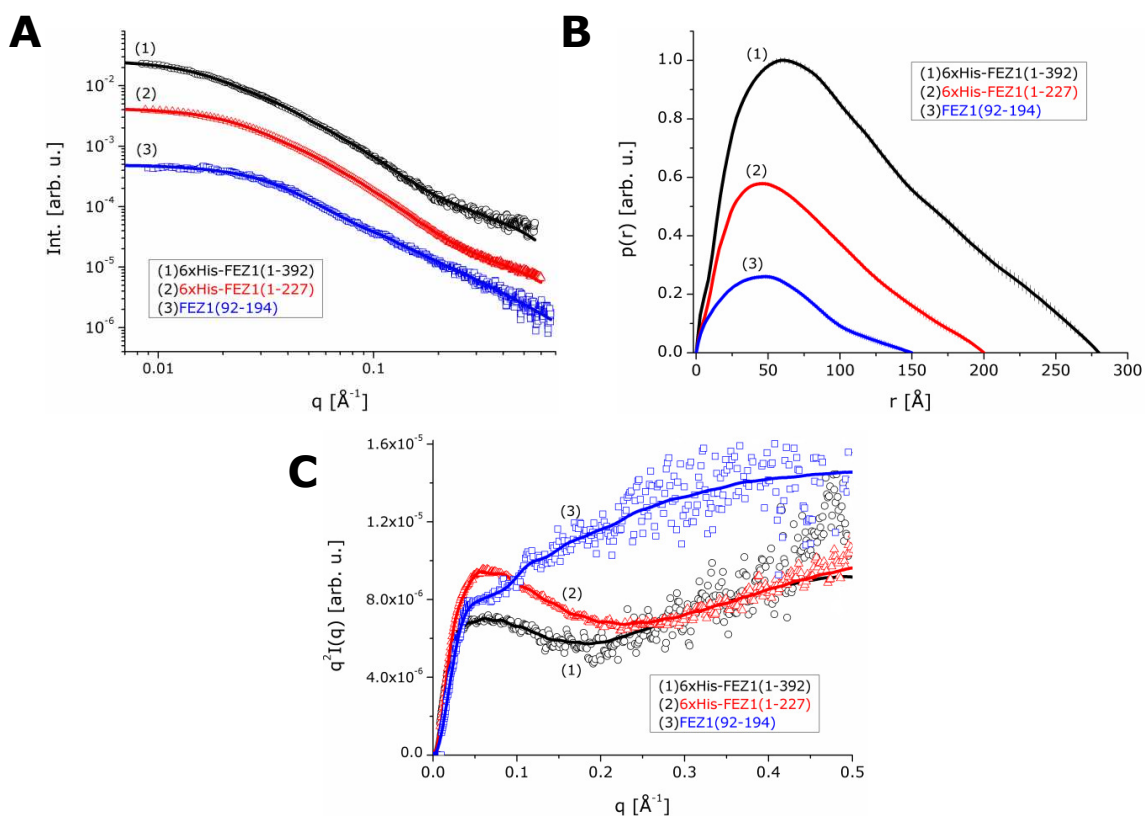 A
Int. [arb. u.]
10⁻²
10⁻³
10⁻⁴
10⁻⁵
10⁻⁶
(1)
(2)
(3)
(1)6xHis-FEZ1(1-392)
(2)6xHis-FEZ1(1-227)
(3)FEZ1(92-194)
0.01
0.1
q [Å⁻¹]
B
p(r) [arb. u.]
1.0
0.8
0.6
0.4
0.2
0.0
(1)
(2)
(3)
(1)6xHis-FEZ1(1-392)
(2)6xHis-FEZ1(1-227)
(3)FEZ1(92-194)
0 50 100 150 200 250 300
r [Å]
C
q²I(q) [arb. u.]
1.6x10⁻⁵
1.2x10⁻⁵
8.0x10⁻⁶
4.0x10⁻⁶
0.0
(3)
(2)
(1)
(1)6xHis-FEZ1(1-392)
(2)6xHis-FEZ1(1-227)
(3)FEZ1(92-194)
0.0 0.1 0.2 0.3 0.4 0.5
q [Å⁻¹]